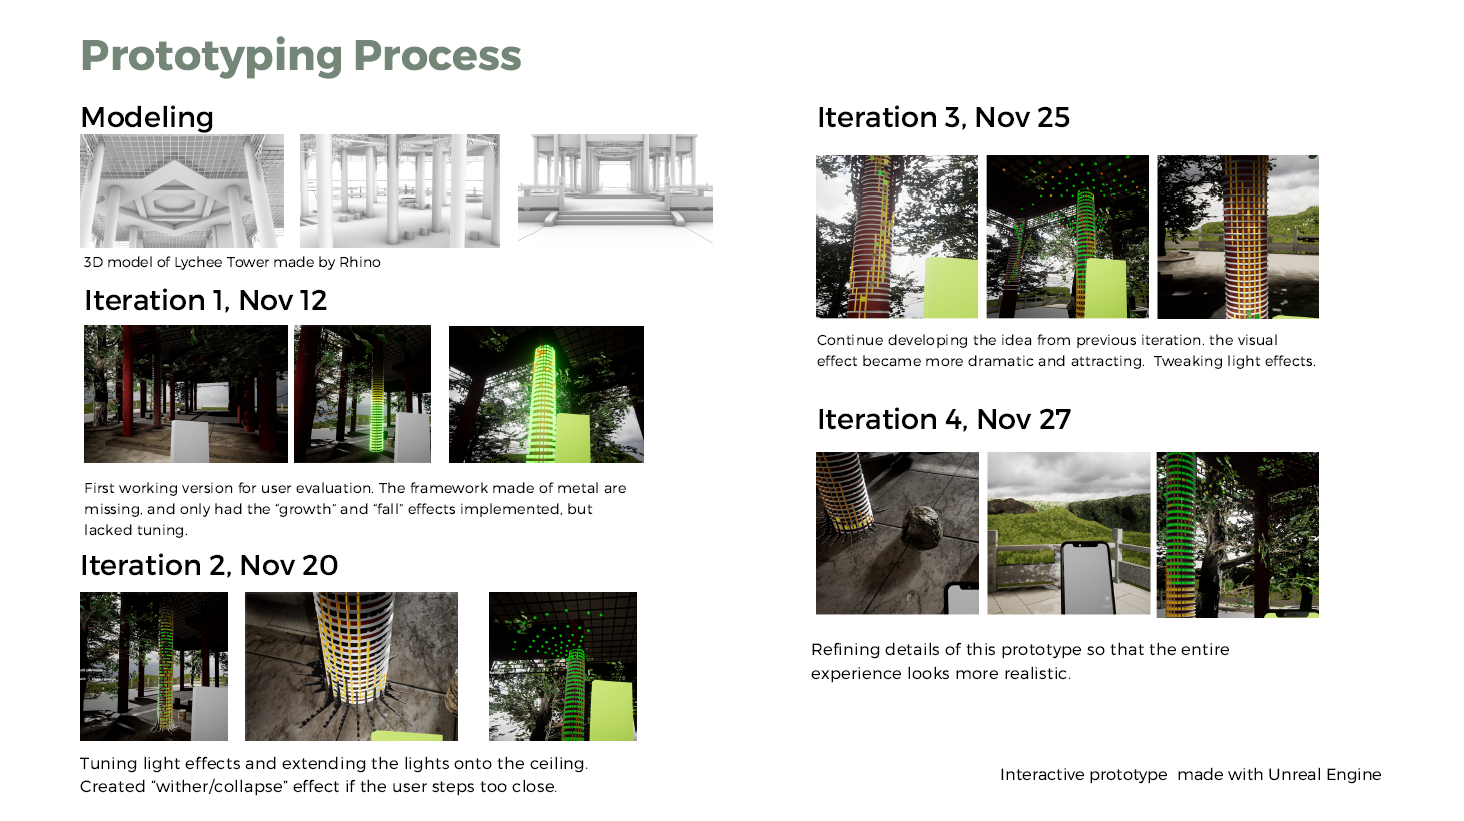 Prototyping Process
Modeling
3D model of Lychee Tower made by Rhino
Iteration 1, Nov 12
First working version for user evaluation. The framework made of metal are
missing, and only had the “growth” and “fall” effects implemented, but
lacked tuning.
Iteration 2, Nov 20
Tuning light effects and extending the lights onto the ceiling.
Created “wither/collapse” effect if the user steps too close.
Iteration 3, Nov 25
Continue developing the idea from previous iteration. the visual
effect became more dramatic and attracting.  Tweaking light effects.
Iteration 4, Nov 27
Refining details of this prototype so that the entire
experience looks more realistic.
Interactive prototype  made with Unreal Engine